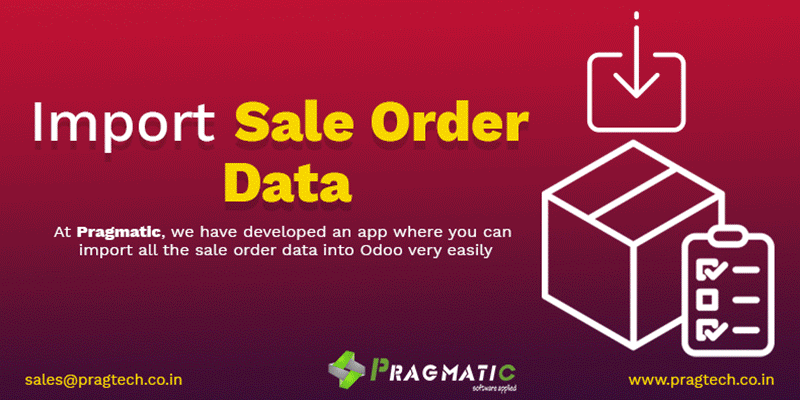 Import Sale Order
Data
At Pragmatic, we have developed an app where you can
import all the sale order data into Odoo very easily
sales@pragtech.co.in
PRAGMATIC
software applied
www.pragtech.co.in